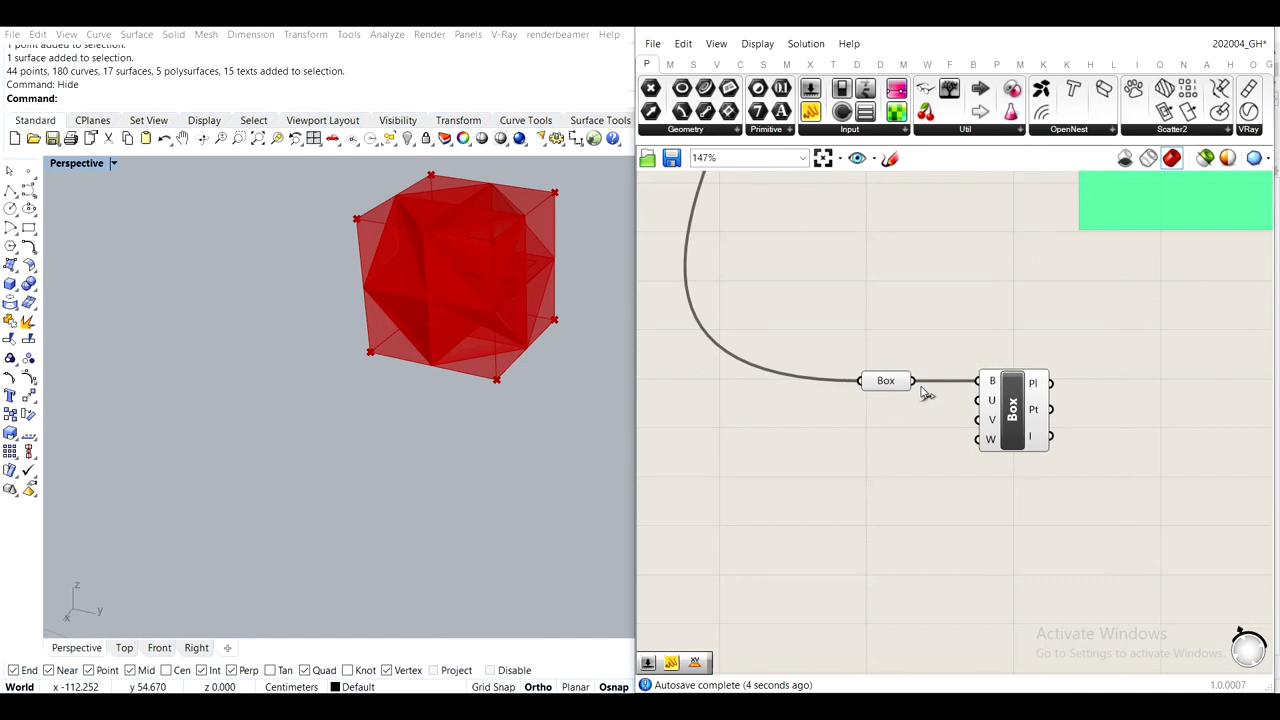 File Edit View Curve Surface Solid Mesh Dimension Transform Tools Analyze Render Panels V-Ray renderbeamer Help
1 point added to selection.
1 surface added to selection.
44 points, 180 curves, 17 surfaces, 5 polysurfaces, 15 texts added to selection.
Command: Hide
Command:
Standard CPlanes Set View Display Select Viewport Layout Visibility Transform Curve Tools Surface Tools
Perspective
z
y
x
Perspective Top Front Right
End Near Point Mid Cen Int Perp Tan Quad Knot Vertex Project Disable
World x -112.252 y 54.670 z 0.000 Centimeters Default Grid Snap Ortho Planar Osnap
File Edit View Display Solution Help 202004_GH*
P M S V C S M X T D D A M W F B P M K K H L I S N A H O G
Geometry Primitive Input Util OpenNest Scatter2 VRay
147%
Box
B
U
V
W
Box
Pl
Pt
I
Activate Windows
Go to Settings to activate Windows.
Autosave complete (4 seconds ago) 1.0.0007